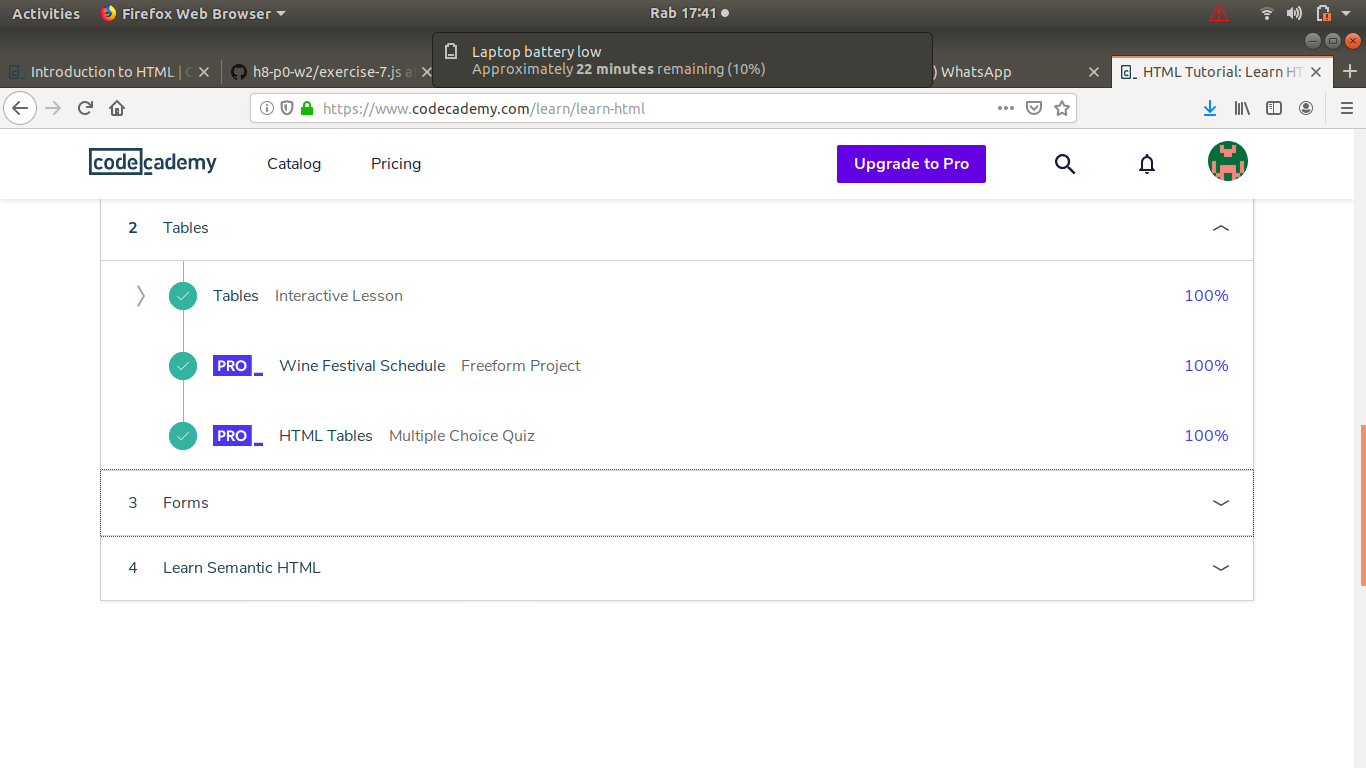 Activities Firefox Web Browser Rab 17:41
Laptop battery low
Approximately 22 minutes remaining (10%)
Introduction to HTML | h8-p0-w2/exercise-7.js ) WhatsApp HTML Tutorial: Learn HT
https://www.codecademy.com/learn/learn-html
codecademy Catalog Pricing Upgrade to Pro
2 Tables
Tables Interactive Lesson 100%
PRO Wine Festival Schedule Freeform Project 100%
PRO HTML Tables Multiple Choice Quiz 100%
3 Forms
4 Learn Semantic HTML